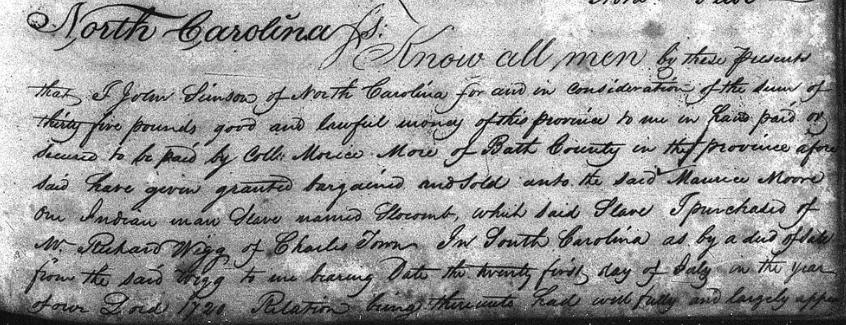 North Carolina ss:
Know all men by these Presents
that I John Simson of North Carolina for and in consideration of the sum of
thirty five pounds good and lawful money of this province to me in hand paid or
secured to be paid by Coll: Morice More of Bath County in the province afore
said have given granted bargained and sold unto the said Maurice Moore
One Indian man Slave named Slocomb, which said Slave I purchased of
Mr Richard Wigg of Charles Town In South Carolina as by a deed of Sale
from the said Wigg to me bearing Date the twenty first day of July in the year
of our Lord 1720 Relation being thereunto had will fully and largely appear